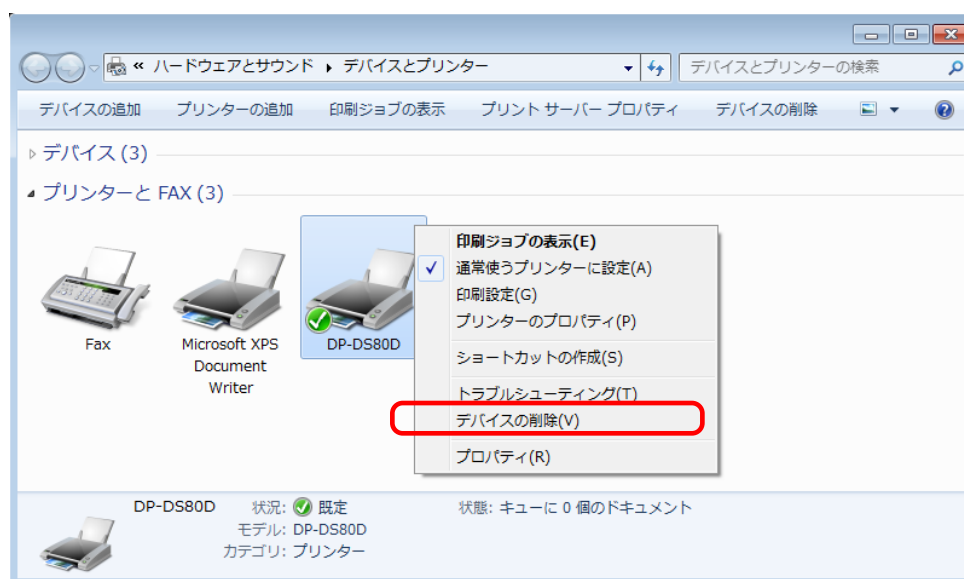 « ハードウェアとサウンド ▸ デバイスとプリンター
デバイスとプリンターの検索
デバイスの追加 プリンターの追加 印刷ジョブの表示 プリント サーバー プロパティ デバイスの削除
デバイス (3)
プリンターと FAX (3)
Fax
Microsoft XPS
Document
Writer
DP-DS80D
印刷ジョブの表示(E)
通常使うプリンターに設定(A)
印刷設定(G)
プリンターのプロパティ(P)
ショートカットの作成(S)
トラブルシューティング(T)
デバイスの削除(V)
プロパティ(R)
DP-DS80D 状況: 既定 状態: キューに 0 個のドキュメント
モデル: DP-DS80D
カテゴリ: プリンター